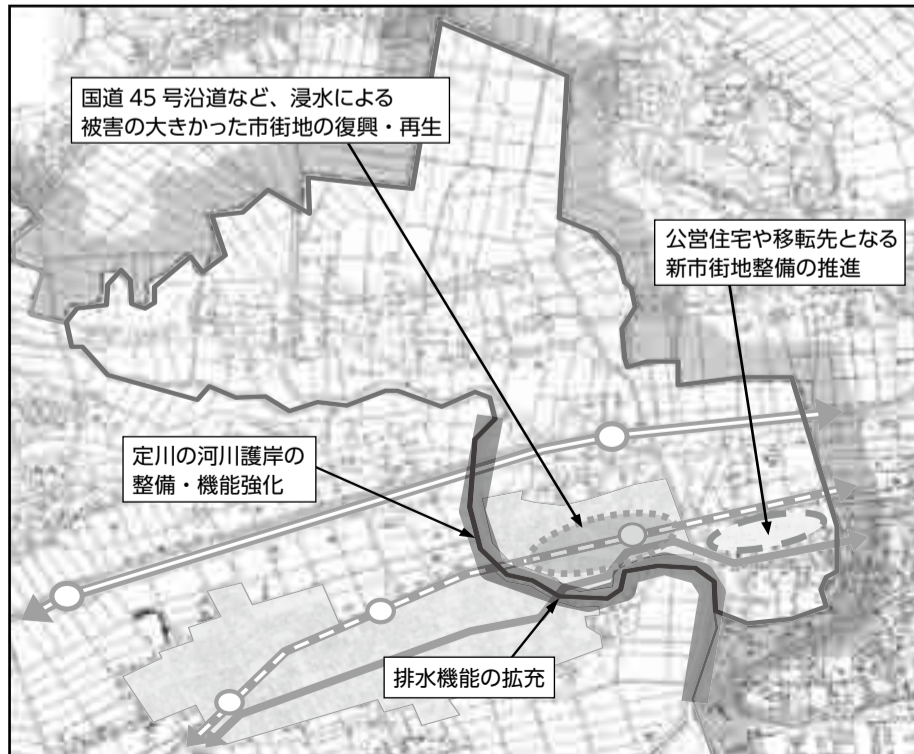 国道 45 号沿道など、浸水による
被害の大きかった市街地の復興・再生
公営住宅や移転先となる
新市街地整備の推進
定川の河川護岸の
整備・機能強化
排水機能の拡充